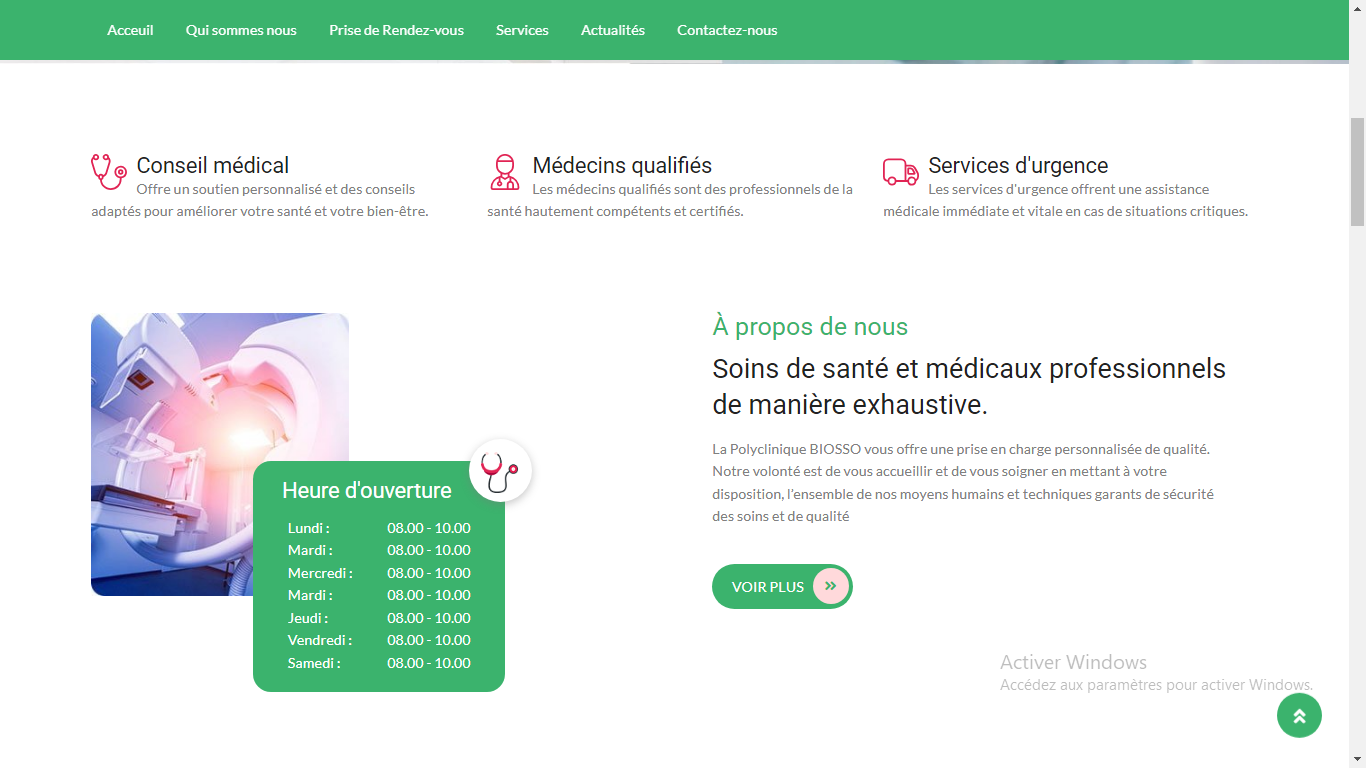 Acceuil Qui sommes nous Prise de Rendez-vous Services Actualités Contactez-nous
Conseil médical
Offre un soutien personnalisé et des conseils
adaptés pour améliorer votre santé et votre bien-être.
Médecins qualifiés
Les médecins qualifiés sont des professionnels de la
santé hautement compétents et certifiés.
Services d'urgence
Les services d'urgence offrent une assistance
médicale immédiate et vitale en cas de situations critiques.
Heure d'ouverture
Lundi : 08.00 - 10.00
Mardi : 08.00 - 10.00
Mercredi : 08.00 - 10.00
Mardi : 08.00 - 10.00
Jeudi : 08.00 - 10.00
Vendredi : 08.00 - 10.00
Samedi : 08.00 - 10.00
À propos de nous
Soins de santé et médicaux professionnels
de manière exhaustive.
La Polyclinique BIOSSO vous offre une prise en charge personnalisée de qualité.
Notre volonté est de vous accueillir et de vous soigner en mettant à votre
disposition, l'ensemble de nos moyens humains et techniques garants de sécurité
des soins et de qualité
VOIR PLUS
Activer Windows
Accédez aux paramètres pour activer Windows.